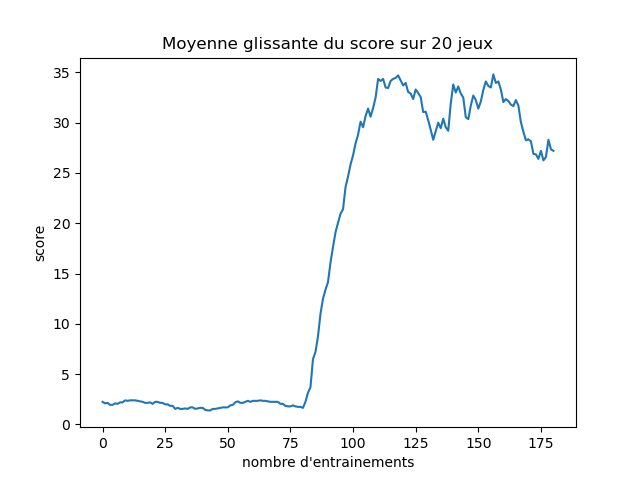 Moyenne glissante du score sur 20 jeux
35
30
25
20
15
10
5
0
score
0 25 50 75 100 125 150 175
nombre d'entrainements